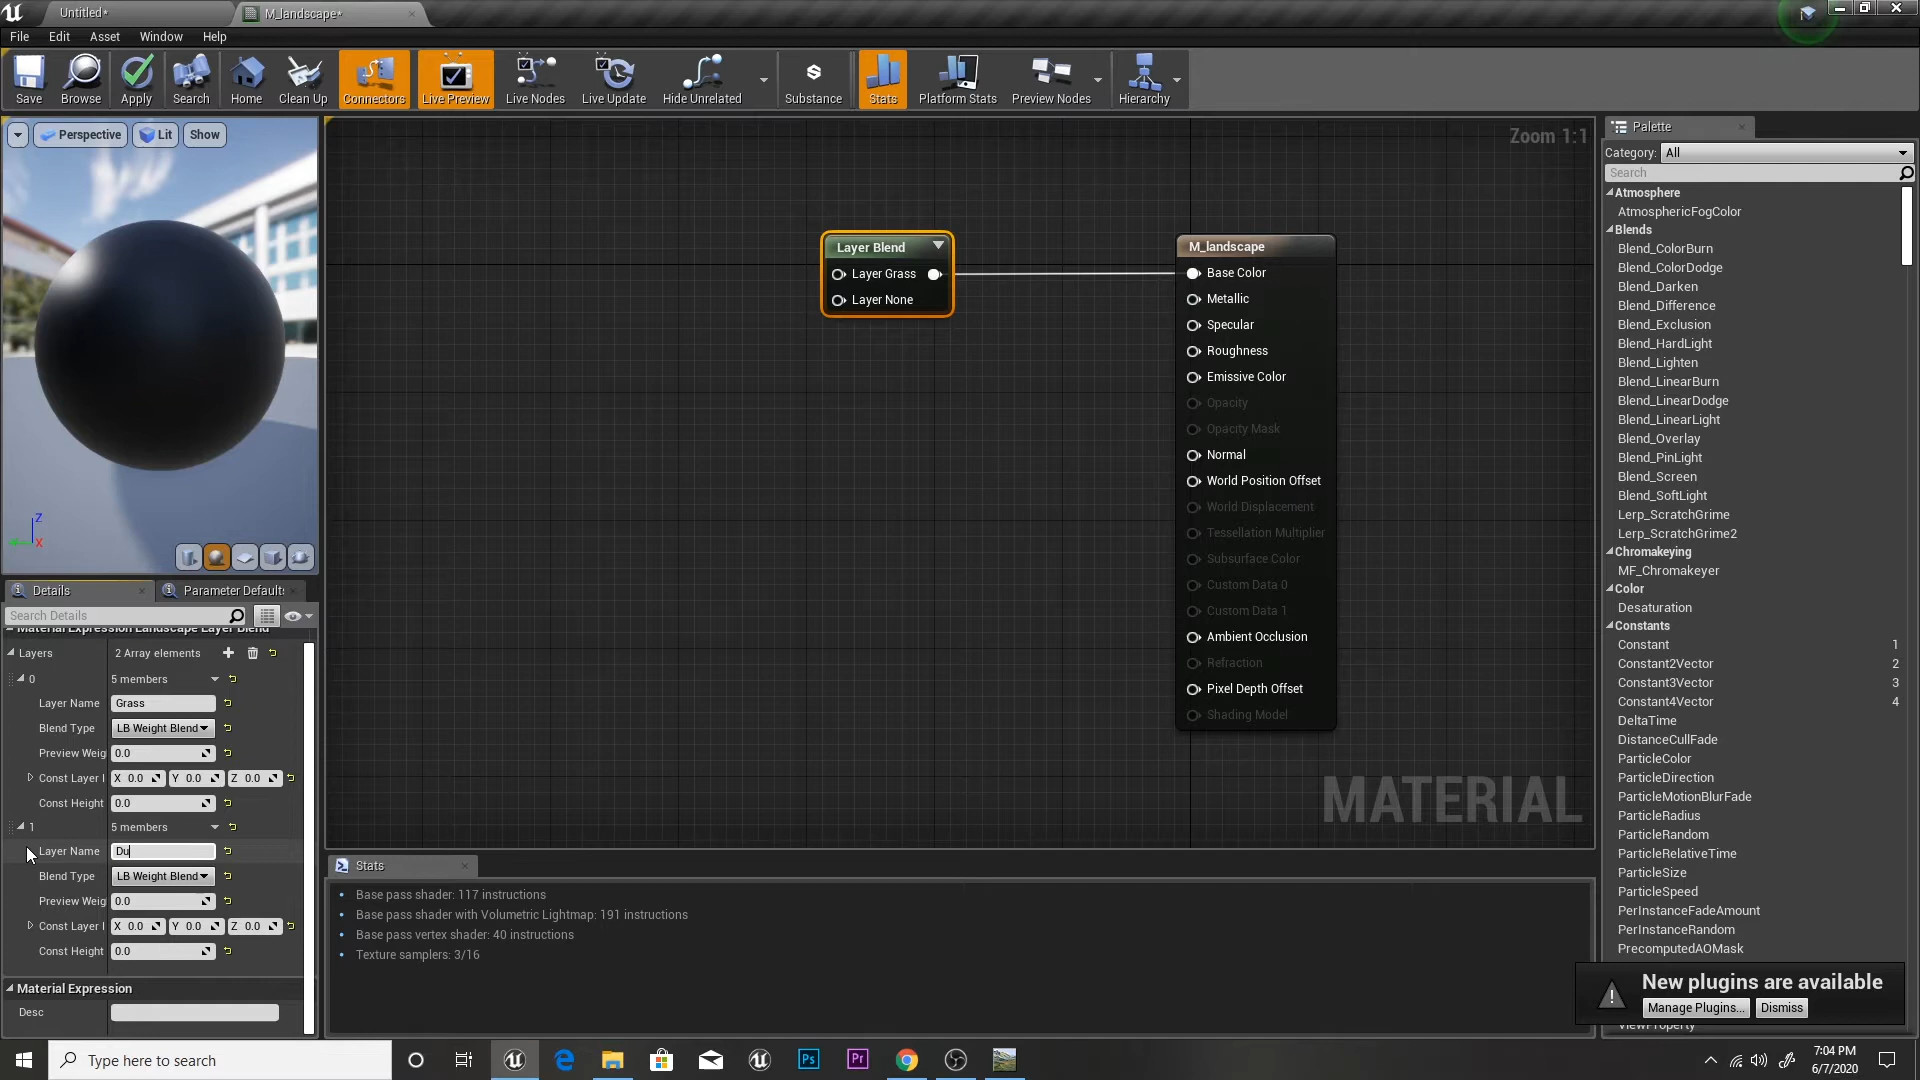 Untitled*
M_landscape*
File Edit Asset Window Help
Save
Browse
Apply
Search
Home
Clean Up
Connectors
Live Preview
Live Nodes
Live Update
Hide Unrelated
Substance
Stats
Platform Stats
Preview Nodes
Hierarchy
Perspective
Lit
Show
Z
X
Zoom 1:1
Layer Blend
Layer Grass
Layer None
M_landscape
Base Color
Metallic
Specular
Roughness
Emissive Color
Opacity
Opacity Mask
Normal
World Position Offset
World Displacement
Tessellation Multiplier
Subsurface Color
Custom Data 0
Custom Data 1
Ambient Occlusion
Refraction
Pixel Depth Offset
Shading Model
MATERIAL
Details
Parameter Defaults
Search Details
Material Expression Landscape Layer Blend
Layers 2 Array elements
0 5 members
Layer Name Grass
Blend Type LB Weight Blend
Preview Weig 0.0
Const Layer I X 0.0 Y 0.0 Z 0.0
Const Height 0.0
1 5 members
Layer Name Du
Blend Type LB Weight Blend
Preview Weig 0.0
Const Layer I X 0.0 Y 0.0 Z 0.0
Const Height 0.0
Material Expression
Desc
Stats
Base pass shader: 117 instructions
Base pass shader with Volumetric Lightmap: 191 instructions
Base pass vertex shader: 40 instructions
Texture samplers: 3/16
Palette
Category: All
Search
Atmosphere
AtmosphericFogColor
Blends
Blend_ColorBurn
Blend_ColorDodge
Blend_Darken
Blend_Difference
Blend_Exclusion
Blend_HardLight
Blend_Lighten
Blend_LinearBurn
Blend_LinearDodge
Blend_LinearLight
Blend_Overlay
Blend_PinLight
Blend_Screen
Blend_SoftLight
Lerp_ScratchGrime
Lerp_ScratchGrime2
Chromakeying
MF_Chromakeyer
Color
Desaturation
Constants
Constant 1
Constant2Vector 2
Constant3Vector 3
Constant4Vector 4
DeltaTime
DistanceCullFade
ParticleColor
ParticleDirection
ParticleMotionBlurFade
ParticleRadius
ParticleRandom
ParticleRelativeTime
ParticleSize
ParticleSpeed
PerInstanceFadeAmount
PerInstanceRandom
PrecomputedAOMask
New plugins are available
Manage Plugins... Dismiss
ViewProperty
Type here to search
Ps
Pr
7:04 PM
6/7/2020